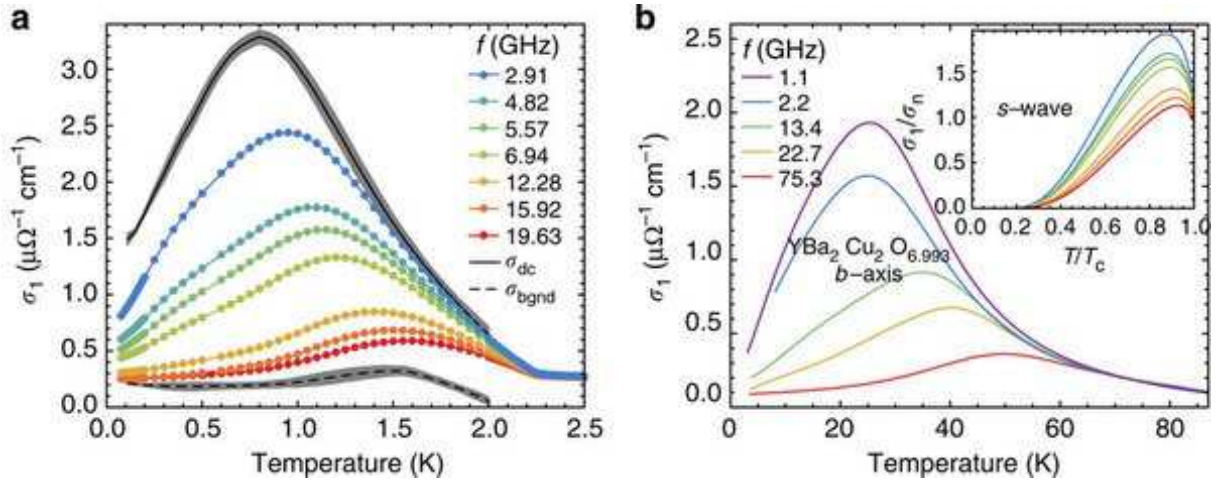 a
f (GHz)
2.91
4.82
5.57
6.94
12.28
15.92
19.63
σdc
σbgnd
σ₁ (μΩ⁻¹ cm⁻¹)
3.0
2.5
2.0
1.5
1.0
0.5
0.0
0.0 0.5 1.0 1.5 2.0 2.5
Temperature (K)
b
f (GHz)
1.1
2.2
13.4
22.7
75.3
σ₁ (μΩ⁻¹ cm⁻¹)
2.5
2.0
1.5
1.0
0.5
0.0
YBa₂ Cu₂ O₆.₉₉₃
b–axis
0 20 40 60 80
Temperature (K)
s–wave
σ₁/σₙ
1.5
1.0
0.5
0.0
0.0 0.2 0.4 0.6 0.8 1.0
T/Tc